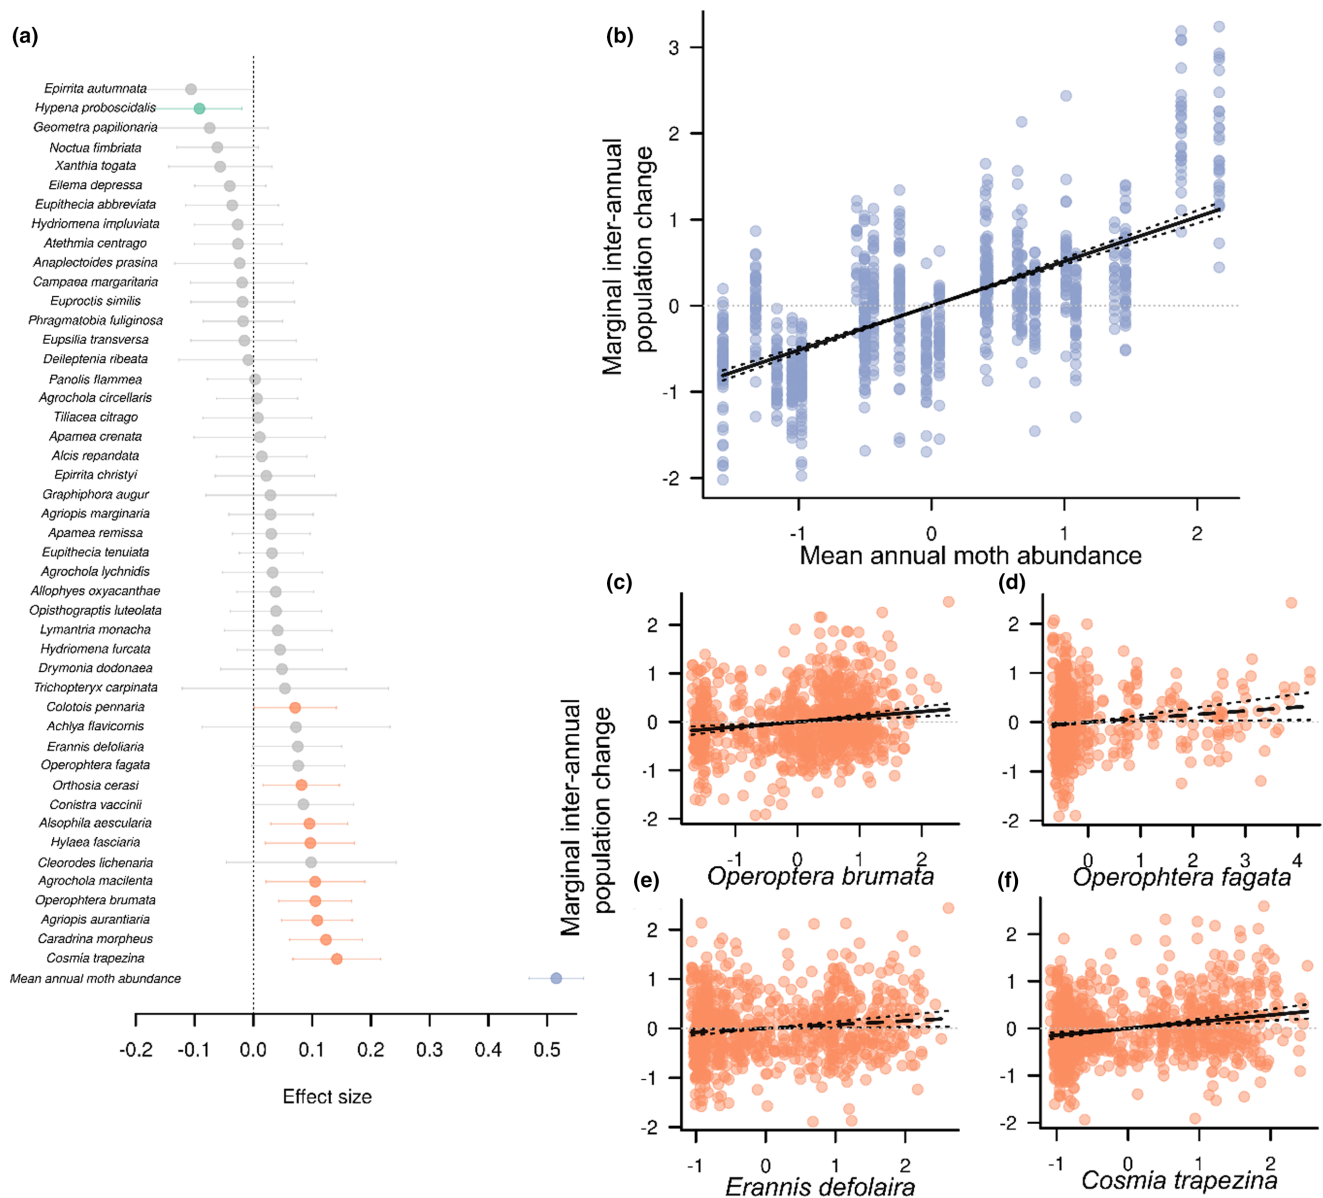 (a)
Epirrita autumnata
Hypena proboscidalis
Geometra papilionaria
Noctua fimbriata
Xanthia togata
Eilema depressa
Eupithecia abbreviata
Hydriomena impluviata
Atethmia centrago
Anaplectoides prasina
Campaea margaritaria
Euproctis similis
Phragmatobia fuliginosa
Eupsilia transversa
Deileptenia ribeata
Panolis flammea
Agrochola circellaris
Tiliacea citrago
Apamea crenata
Alcis repandata
Epirrita christyi
Graphiphora augur
Agriopis marginaria
Apamea remissa
Eupithecia tenuiata
Agrochola lychnidis
Allophyes oxyacanthae
Opisthograptis luteolata
Lymantria monacha
Hydriomena furcata
Drymonia dodonaea
Trichopteryx carpinata
Colotois pennaria
Achlya flavicornis
Erannis defoliaria
Operophtera fagata
Orthosia cerasi
Conistra vaccinii
Alsophila aescularia
Hylaea fasciaria
Cleorodes lichenaria
Agrochola macilenta
Operophtera brumata
Agriopis aurantiaria
Caradrina morpheus
Cosmia trapezina
Mean annual moth abundance
-0.2 -0.1 0.0 0.1 0.2 0.3 0.4 0.5
Effect size
(b)
Marginal inter-annual
population change
3
2
1
0
-1
-2
-1 0 1 2
Mean annual moth abundance
Marginal inter-annual
population change
(c)
2
1
0
-1
-2
-1 0 1 2
Operoptera brumata
(d)
2
1
0
-1
-2
0 1 2 3 4
Operophtera fagata
(e)
2
1
0
-1
-2
-1 0 1 2
Erannis defolaira
(f)
2
1
0
-1
-2
-1 0 1 2
Cosmia trapezina